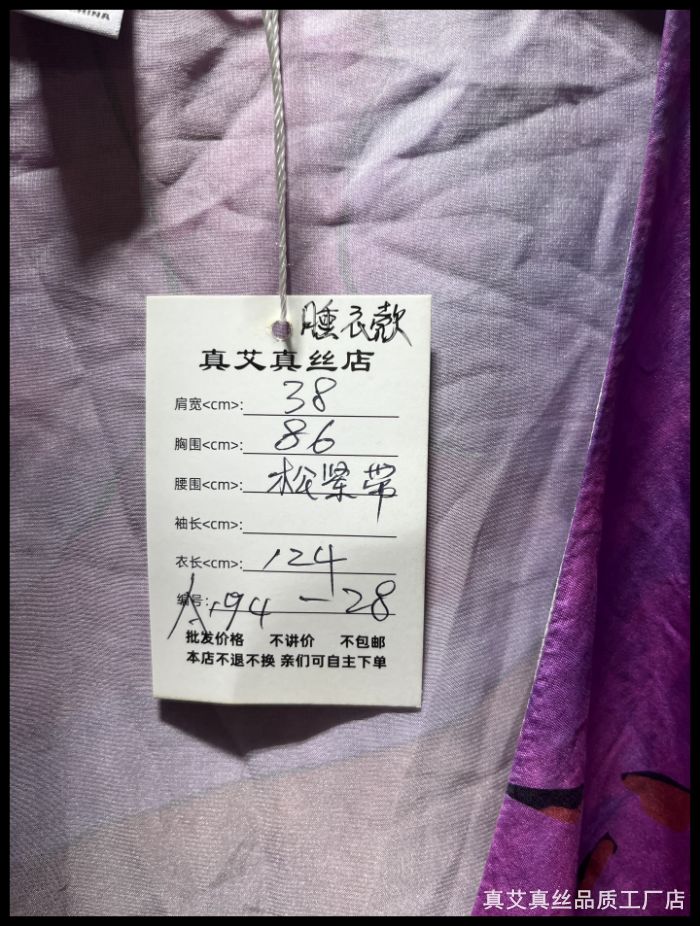 CHINA
睡衣款
真艾真丝店
肩宽<cm>: 38
胸围<cm>: 86
腰围<cm>: 松紧带
袖长<cm>:
衣长<cm>: 124
编号: A194-28
批发价格 不讲价 不包邮
本店不退不换 亲们可自主下单
真艾真丝品质工厂店